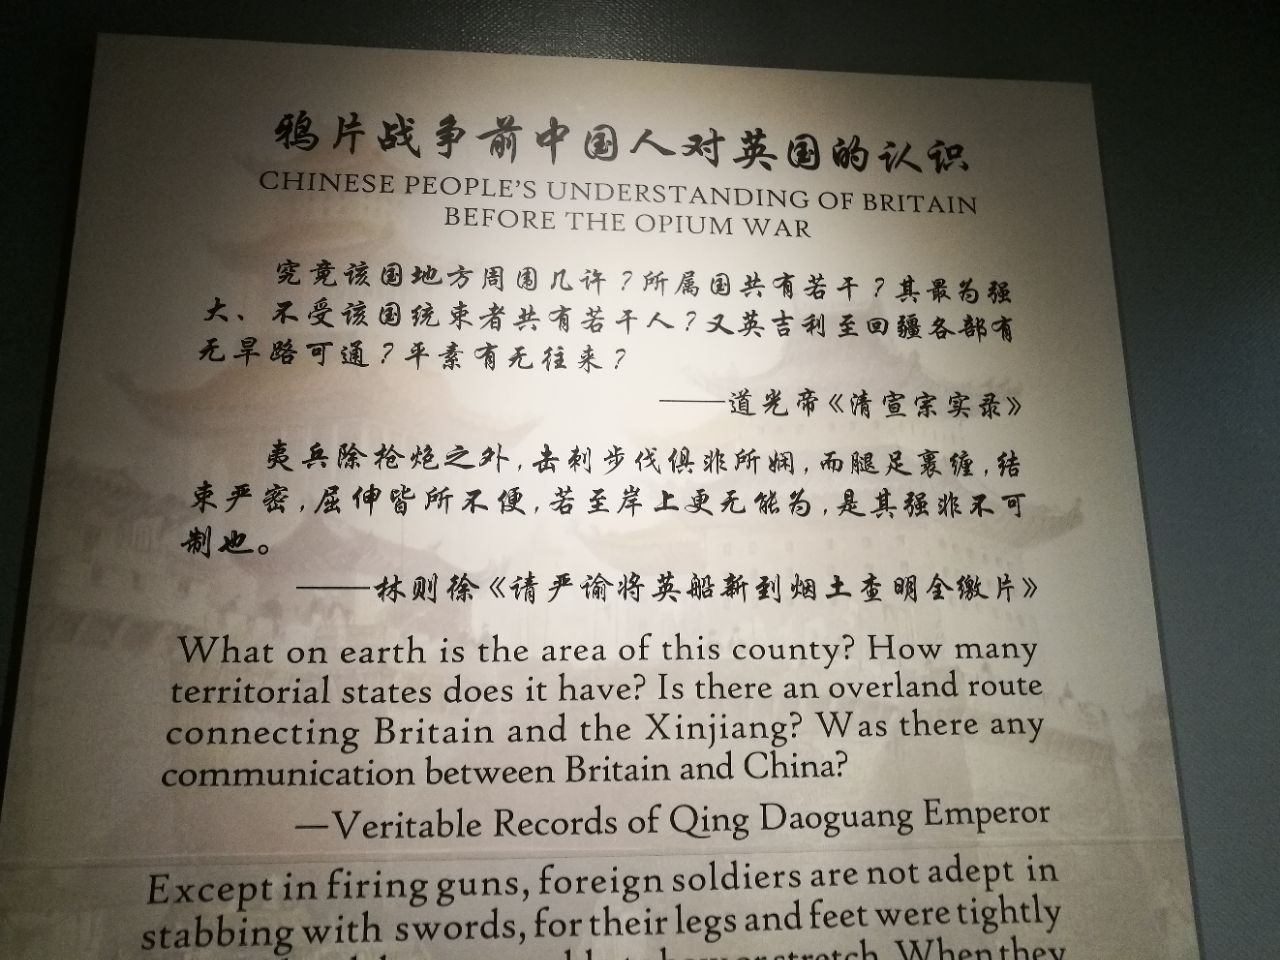 鸦片战争前中国人对英国的认识
CHINESE PEOPLE'S UNDERSTANDING OF BRITAIN
BEFORE THE OPIUM WAR
究竟该国地方周围几许？所属国共有若干？其最为强
大、不受该国统束者共有若干人？又英吉利至回疆各部有
无旱路可通？平素有无往来？
——道光帝《清宣宗实录》
夷兵除枪炮之外，击刺步伐俱非所娴，而腿足裹缠，结
束严密，屈伸皆所不便，若至岸上更无能为，是其强非不可
制也。
——林则徐《请严谕将英船新到烟土查明全缴片》
What on earth is the area of this county? How many
territorial states does it have? Is there an overland route
connecting Britain and the Xinjiang? Was there any
communication between Britain and China?
—Veritable Records of Qing Daoguang Emperor
Except in firing guns, foreign soldiers are not adept in
stabbing with swords, for their legs and feet were tightly
stretch. When they